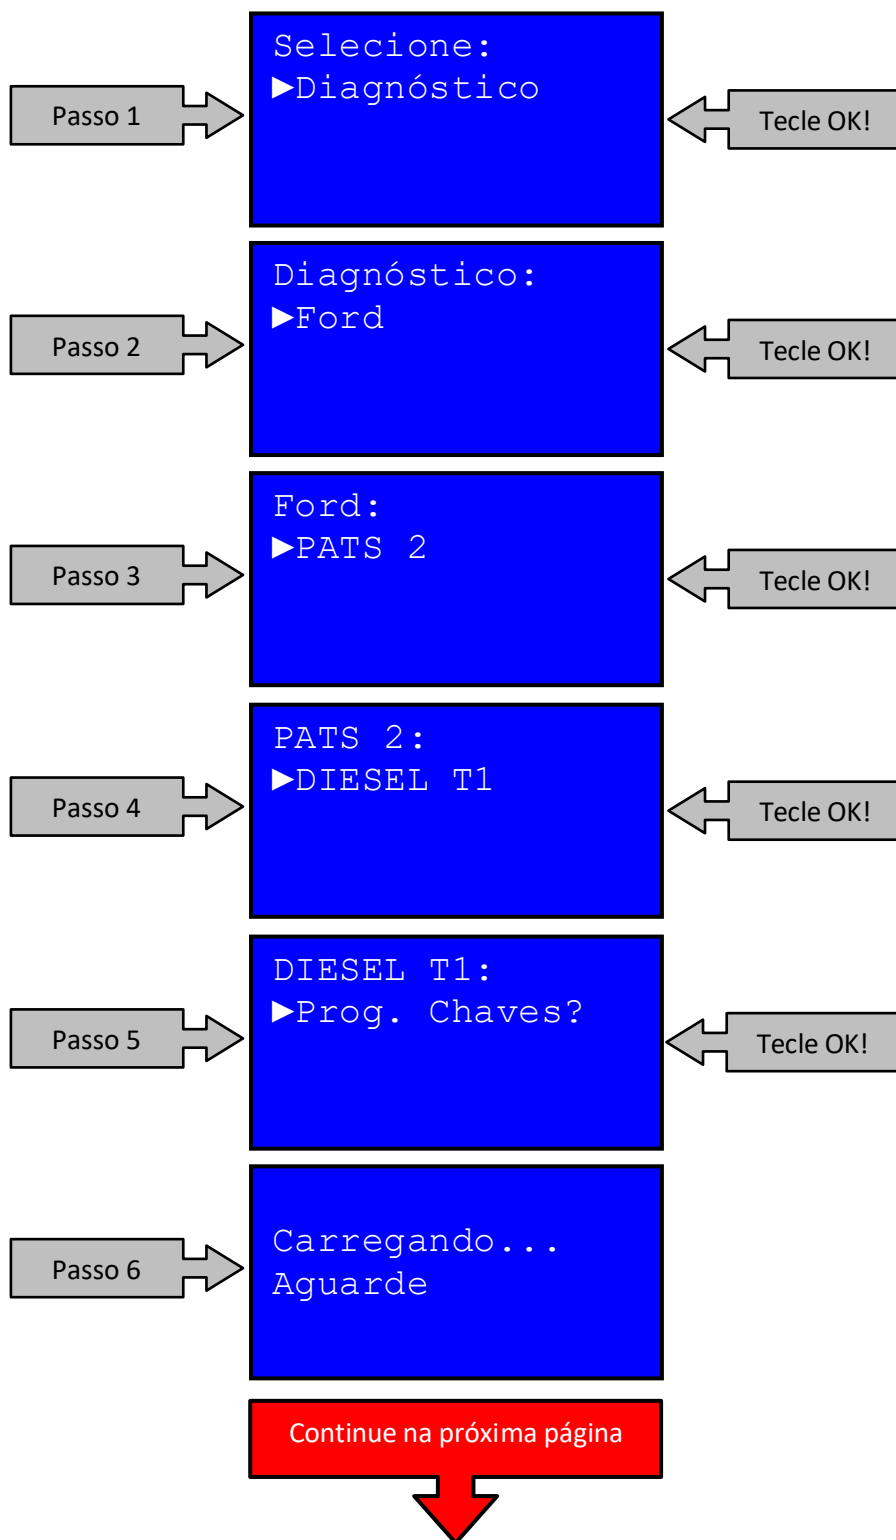 Selecione:
Passo 1
►Diagnóstico
Tecle OK!
Diagnóstico:
Passo 2
►Ford
Tecle OK!
Ford:
Passo 3
►PATS 2
Tecle OK!
PATS 2:
Passo 4
►DIESEL T1
Tecle OK!
DIESEL T1:
Passo 5
►Prog. Chaves?
Tecle OK!
Passo 6
Carregando...
Aguarde
Continue na próxima página